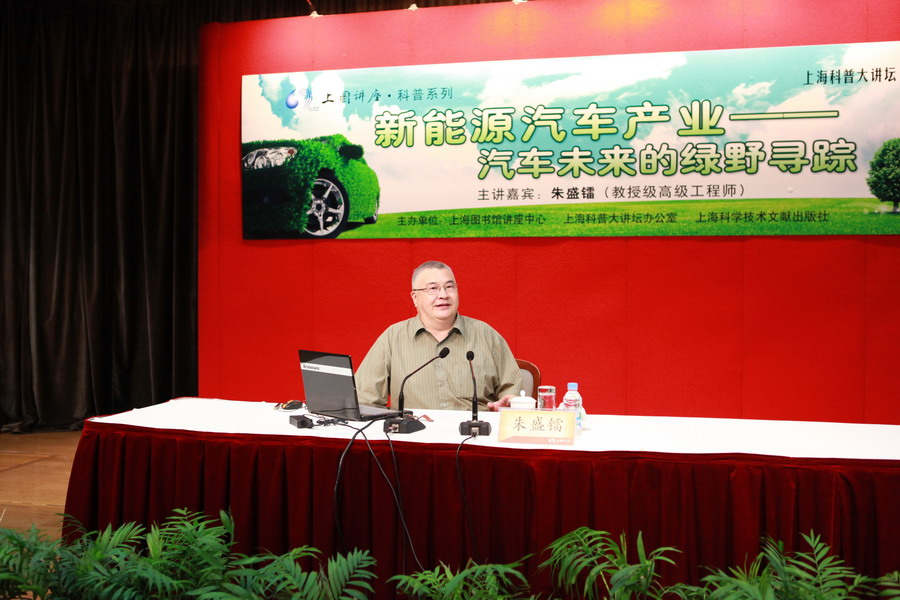 上海科普大讲坛
上图讲座·科普系列
新能源汽车产业——
汽车未来的绿野寻踪
主讲嘉宾：朱盛镭（教授级高级工程师）
主办单位：上海图书馆讲座中心 上海科普大讲坛办公室 上海科学技术文献出版社
lenovo
朱盛镭